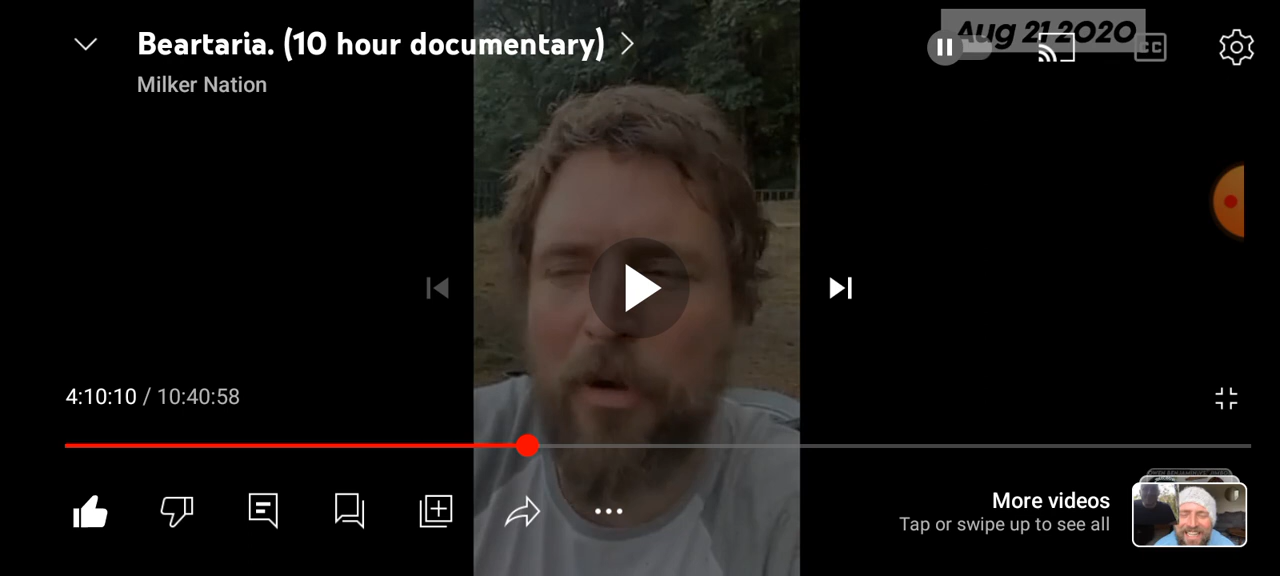 Beartaria. (10 hour documentary)
Aug 21 2020
CC
Milker Nation
4:10:10 / 10:40:58
More videos
Tap or swipe up to see all